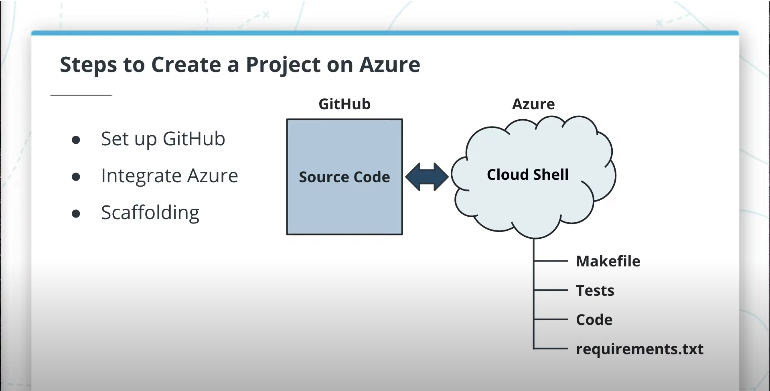 Steps to Create a Project on Azure
● Set up GitHub
● Integrate Azure
● Scaffolding
GitHub
Source Code
Azure
Cloud Shell
Makefile
Tests
Code
requirements.txt